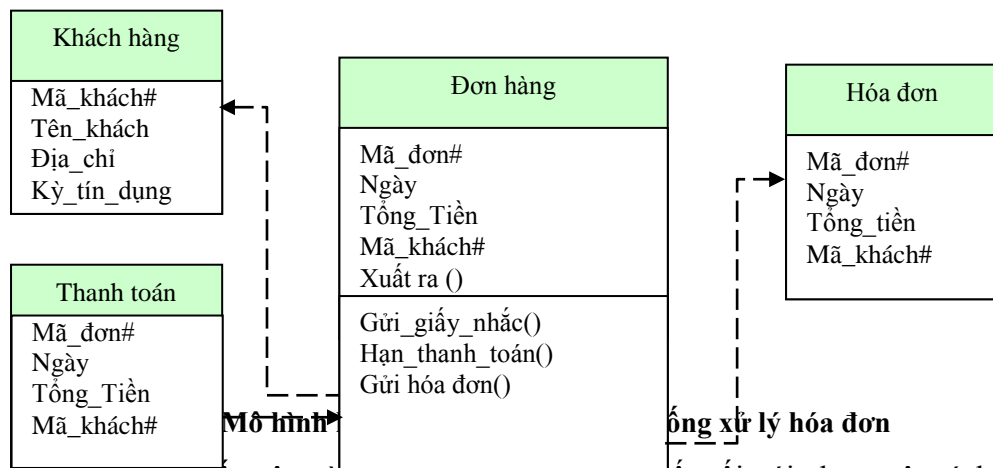 Khách hàng
Mã_khách#
Tên_khách
Địa_chỉ
Kỳ_tín_dụng
Thanh toán
Mã_đơn#
Ngày
Tổng_Tiền
Mã_khách#
Đơn hàng
Mã_đơn#
Ngày
Tổng_Tiền
Mã_khách#
Xuất ra ()
Gửi_giấy_nhắc()
Hạn_thanh_toán()
Gửi hóa đơn()
Hóa đơn
Mã_đơn#
Ngày
Tổng_tiền
Mã_khách#
Mô hình ống xử lý hóa đơn